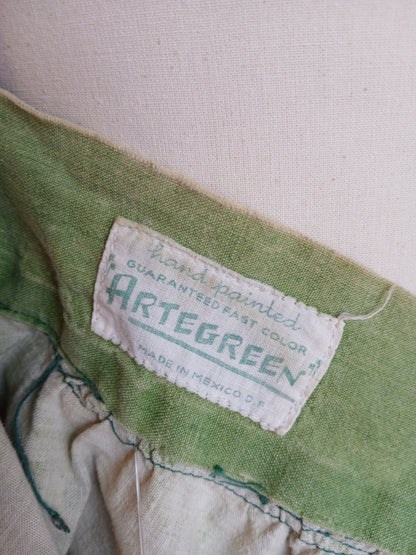 hand painted
GUARANTEED FAST COLOR
"ARTEGREEN"
MADE IN MEXICO D.F.